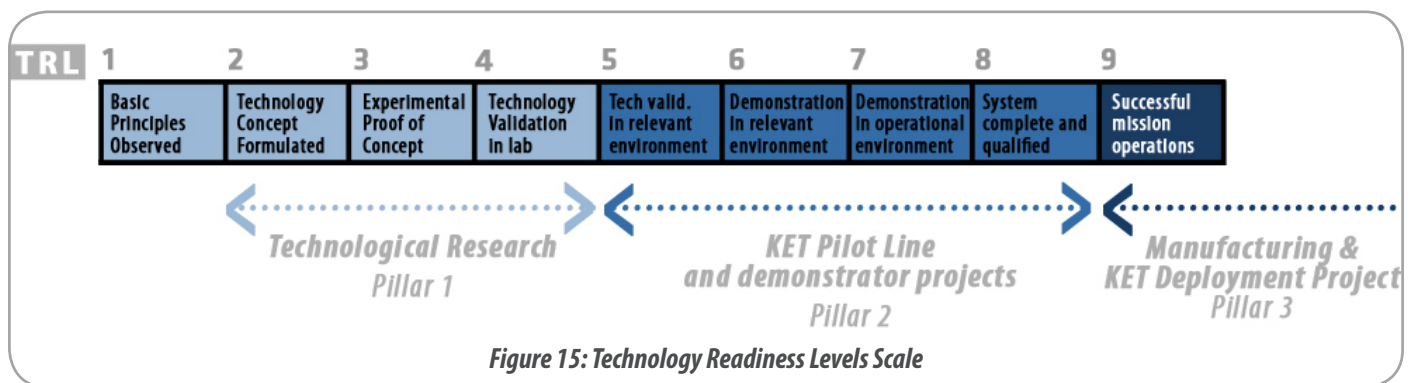 TRL 1 2 3 4 5 6 7 8 9
Basic
Principles
Observed
Technology
Concept
Formulated
Experimental
Proof of
Concept
Technology
Validation
in lab
Tech valid.
in relevant
environment
Demonstration
in relevant
environment
Demonstration
in operational
environment
System
complete and
qualified
Successful
mission
operations
Technological Research
Pillar 1
KET Pilot Line
and demonstrator projects
Pillar 2
Manufacturing &
KET Deployment Project
Pillar 3
Figure 15: Technology Readiness Levels Scale